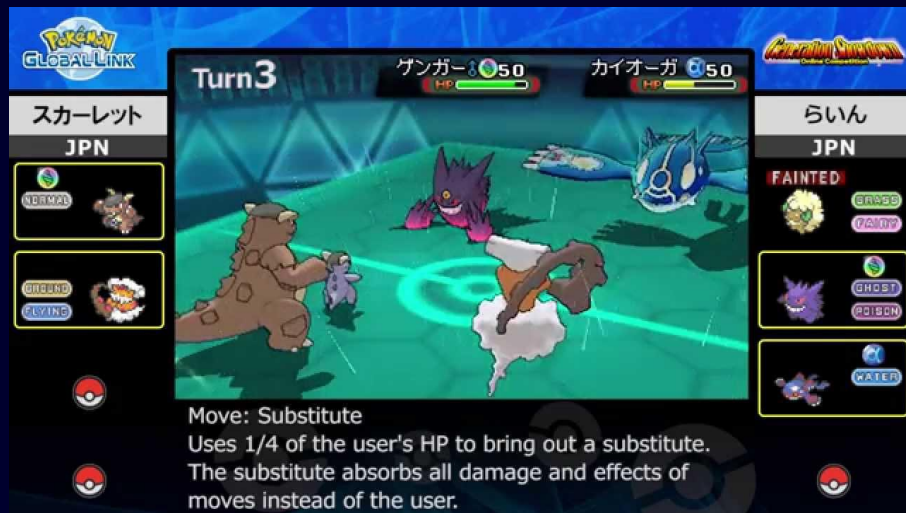 Pokémon
GLOBAL LINK
Generation Showdown
Online Competition
Turn3
ゲンガー♂ 50
HP
カイオーガ 50
HP
スカーレット
JPN
NORMAL
GROUND
FLYING
らいん
JPN
FAINTED
GRASS
FAIRY
GHOST
POISON
WATER
Move: Substitute
Uses 1/4 of the user's HP to bring out a substitute.
The substitute absorbs all damage and effects of
moves instead of the user.